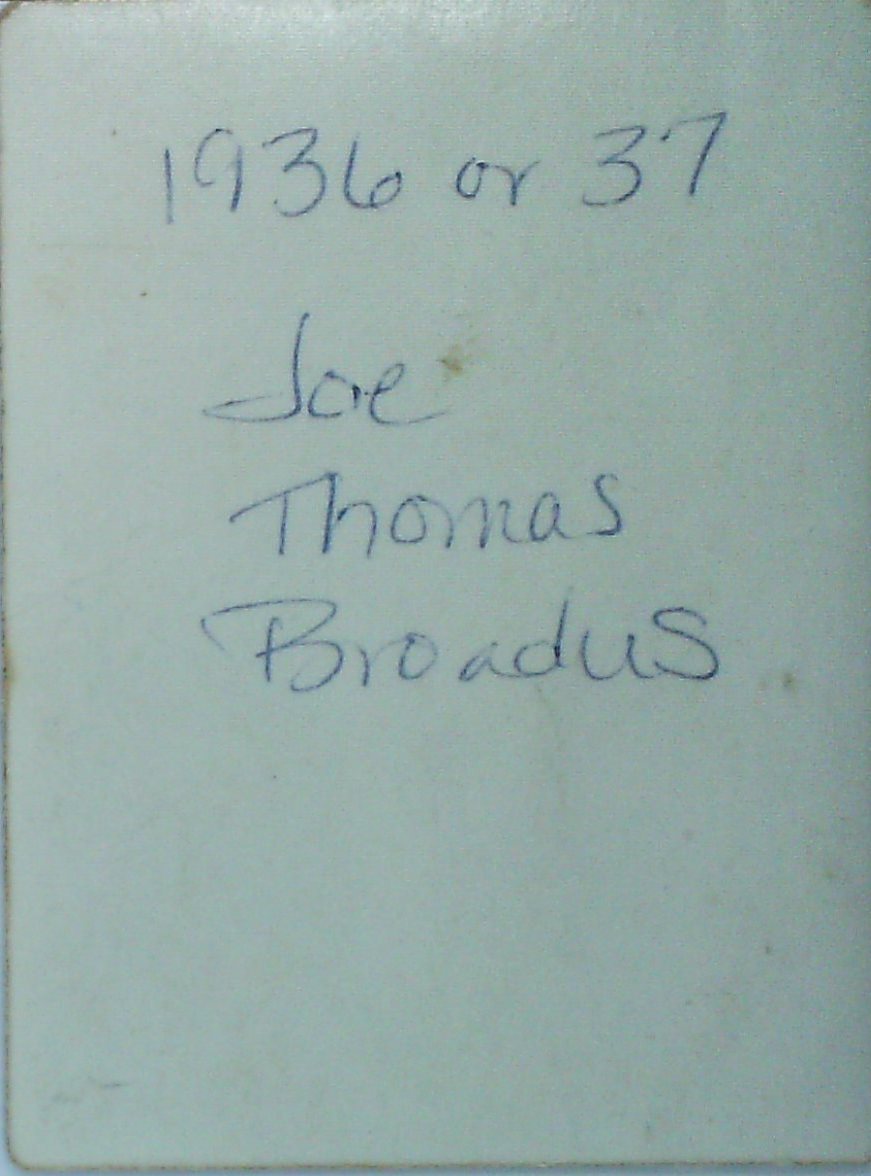 1936 or 37
Joe
Thomas
Broadus